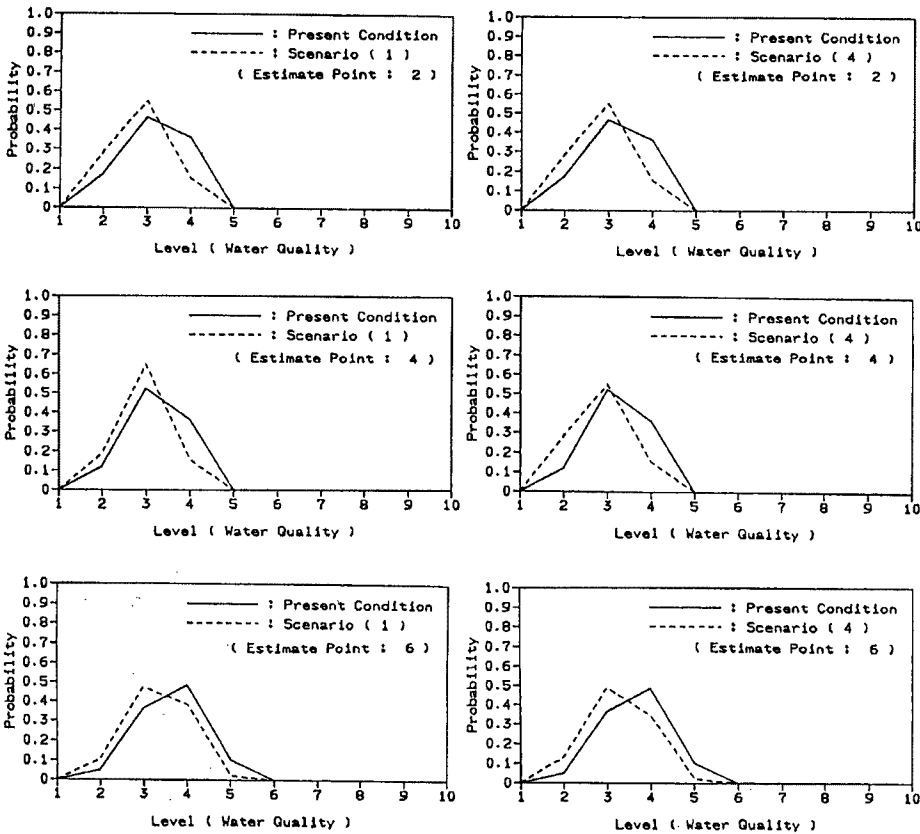 1.0
0.9
0.8
0.7
0.6
0.5
0.4
0.3
0.2
0.1
0
Probability
: Present Condition
: Scenario ( 1 )
( Estimate Point : 2 )
1 2 3 4 5 6 7 8 9 10
Level ( Water Quality )
1.0
0.9
0.8
0.7
0.6
0.5
0.4
0.3
0.2
0.1
0
Probability
: Present Condition
: Scenario ( 4 )
( Estimate Point : 2 )
1 2 3 4 5 6 7 8 9 10
Level ( Water Quality )
1.0
0.9
0.8
0.7
0.6
0.5
0.4
0.3
0.2
0.1
0
Probability
: Present Condition
: Scenario ( 1 )
( Estimate Point : 4 )
1 2 3 4 5 6 7 8 9 10
Level ( Water Quality )
1.0
0.9
0.8
0.7
0.6
0.5
0.4
0.3
0.2
0.1
0
Probability
: Present Condition
: Scenario ( 4 )
( Estimate Point : 4 )
1 2 3 4 5 6 7 8 9 10
Level ( Water Quality )
1.0
0.9
0.8
0.7
0.6
0.5
0.4
0.3
0.2
0.1
0
Probability
: Present Condition
: Scenario ( 1 )
( Estimate Point : 6 )
1 2 3 4 5 6 7 8 9 10
Level ( Water Quality )
1.0
0.9
0.8
0.7
0.6
0.5
0.4
0.3
0.2
0.1
0
Probability
: Present Condition
: Scenario ( 4 )
( Estimate Point : 6 )
1 2 3 4 5 6 7 8 9 10
Level ( Water Quality )